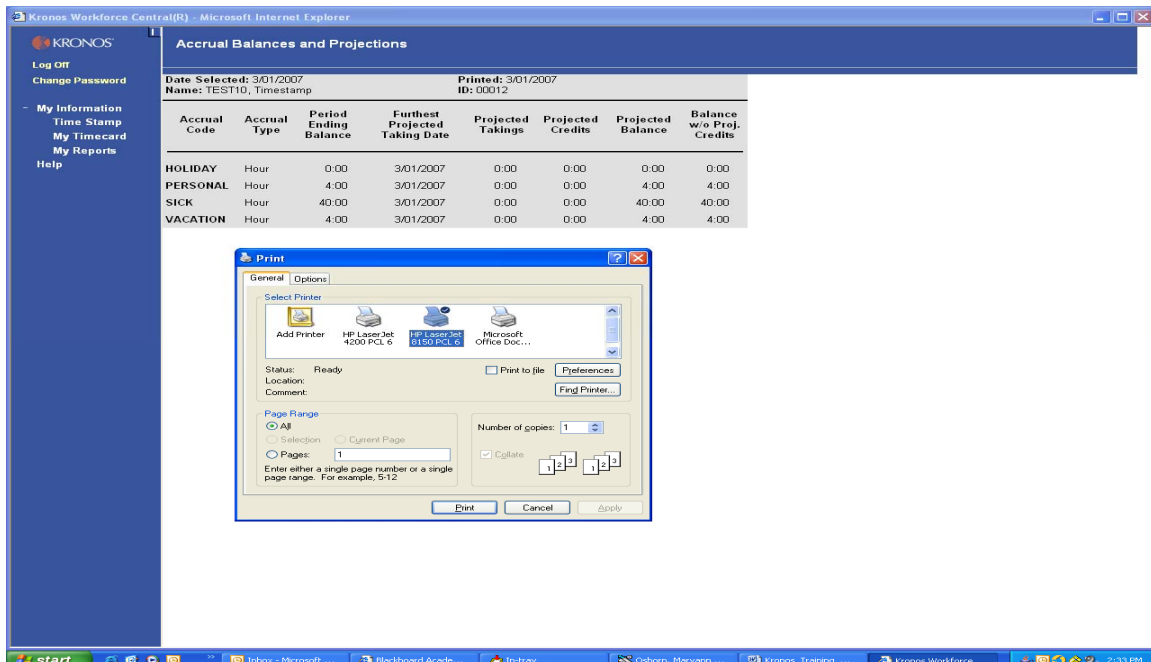 Kronos Workforce Central(R) - Microsoft Internet Explorer
KRONOS
Log Off
Change Password
- My Information
Time Stamp
My Timecard
My Reports
Help
Accrual Balances and Projections
Date Selected: 3/01/2007 Printed: 3/01/2007
Name: TEST10, Timestamp ID: 00012
Accrual Code Accrual Type Period Ending Balance Furthest Projected Taking Date Projected Takings Projected Credits Projected Balance Balance w/o Proj. Credits
HOLIDAY Hour 0:00 3/01/2007 0:00 0:00 0:00 0:00
PERSONAL Hour 4:00 3/01/2007 0:00 0:00 4:00 4:00
SICK Hour 40:00 3/01/2007 0:00 0:00 40:00 40:00
VACATION Hour 4:00 3/01/2007 0:00 0:00 4:00 4:00
Print
General Options
Select Printer
Add Printer HP LaserJet 4200 PCL 6 HP LaserJet 8150 PCL 6 Microsoft Office Doc...
Status: Ready
Location:
Comment:
Print to file Preferences
Find Printer...
Page Range
All
Selection Current Page
Pages: 1
Enter either a single page number or a single
page range. For example, 5-12
Number of copies: 1
Collate
1 2 3 1 2 3
Print Cancel Apply
start Inbox - Microsoft ... Blackboard Acade... In-tray Osborn, Maryann ... Kronos_Training_... Kronos Workforce ... 2:33 PM